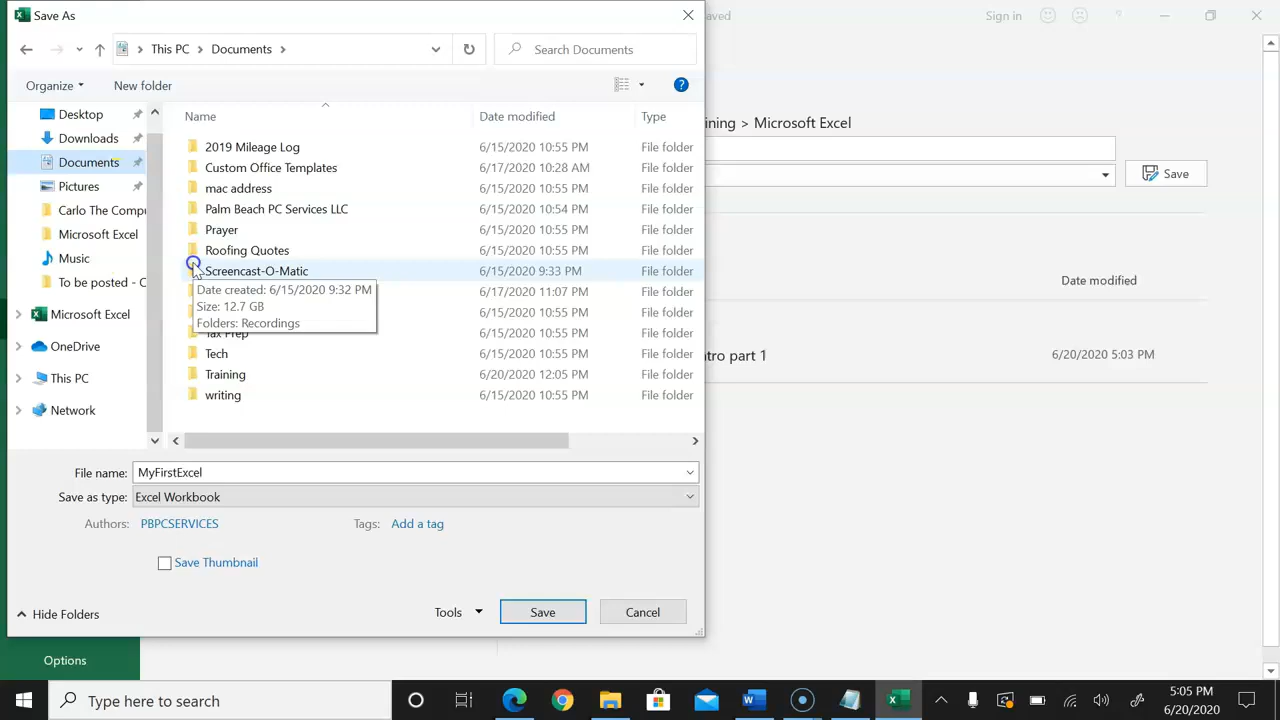 Save As
aved
Sign in
This PC
Documents
Search Documents
Organize
New folder
Desktop
Downloads
Documents
Pictures
Carlo The Compu
Microsoft Excel
Music
To be posted - C
Microsoft Excel
OneDrive
This PC
Network
Name Date modified Type
2019 Mileage Log 6/15/2020 10:55 PM File folder
Custom Office Templates 6/17/2020 10:28 AM File folder
mac address 6/15/2020 10:55 PM File folder
Palm Beach PC Services LLC 6/15/2020 10:54 PM File folder
Prayer 6/15/2020 10:55 PM File folder
Roofing Quotes 6/15/2020 10:55 PM File folder
Screencast-O-Matic 6/15/2020 9:33 PM File folder
6/17/2020 11:07 PM File folder
6/15/2020 10:55 PM File folder
Tax Prep 6/15/2020 10:55 PM File folder
Tech 6/15/2020 10:55 PM File folder
Training 6/20/2020 12:05 PM File folder
writing 6/15/2020 10:55 PM File folder
Date created: 6/15/2020 9:32 PM
Size: 12.7 GB
Folders: Recordings
File name: MyFirstExcel
Save as type: Excel Workbook
Authors: PBPCSERVICES
Tags: Add a tag
Save Thumbnail
Hide Folders
Tools
Save
Cancel
ining > Microsoft Excel
Save
Date modified
ntro part 1 6/20/2020 5:03 PM
Options
Type here to search
5:05 PM
6/20/2020